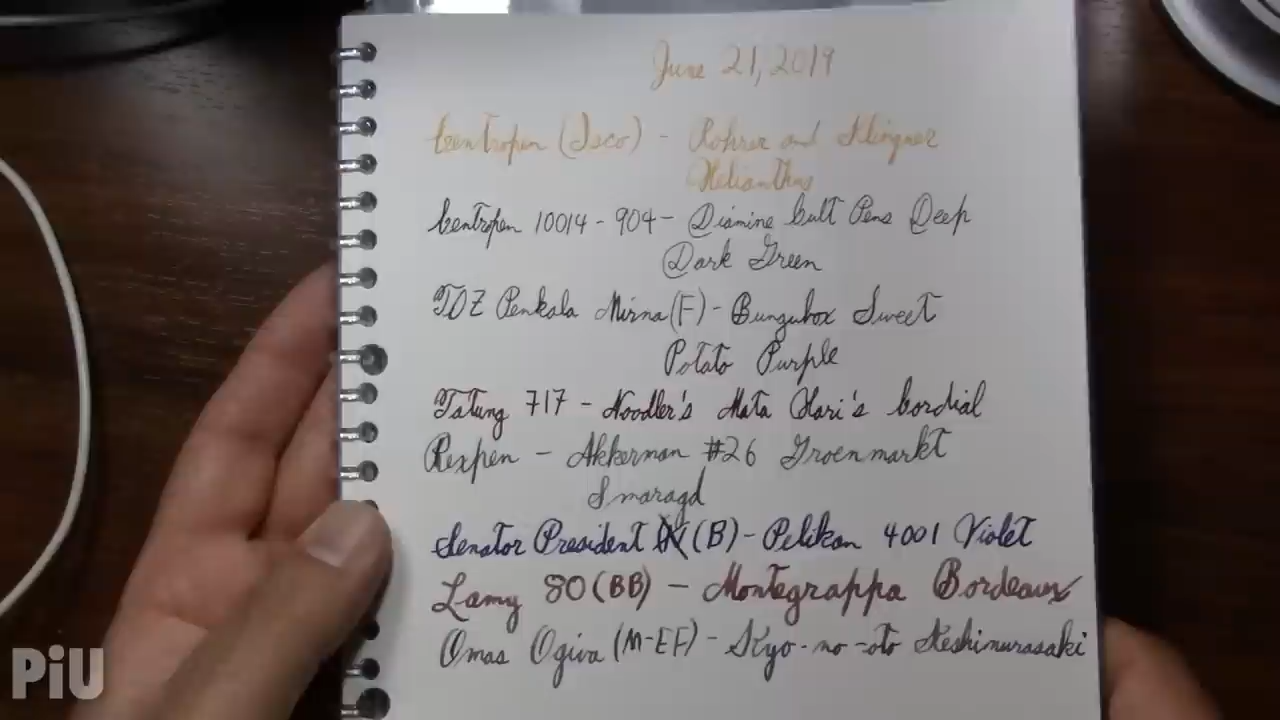 June 21, 2019
Centropen (Isco) - Rohrer and Klingner
Helianthus
Centropen 10014 - 904 - Diamine Cult Pens Deep
Dark Green
TOZ Penkala Mirna (F) - Bungubox Sweet
Potato Purple
Tatung 717 - Noodler's Mata Hari's Cordial
Rexpen - Akkerman #26 Groenmarkt
Smaragd
Senator President (B) - Pelikan 4001 Violet
Lamy 80 (BB) - Montegrappa Bordeaux
Omas Ogiva (M-EF) - Kyo-no-oto Keshimurasaki
PiU